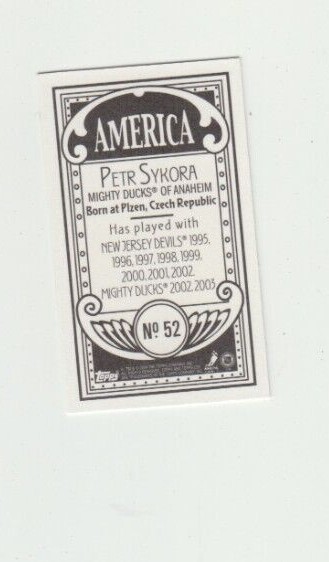 AMERICA
PETR SYKORA
MIGHTY DUCKS® OF ANAHEIM
Born at Plzen, Czech Republic
Has played with
NEW JERSEY DEVILS® 1995,
1996, 1997, 1998, 1999,
2000, 2001, 2002.
MIGHTY DUCKS® 2002, 2003
No 52
Topps